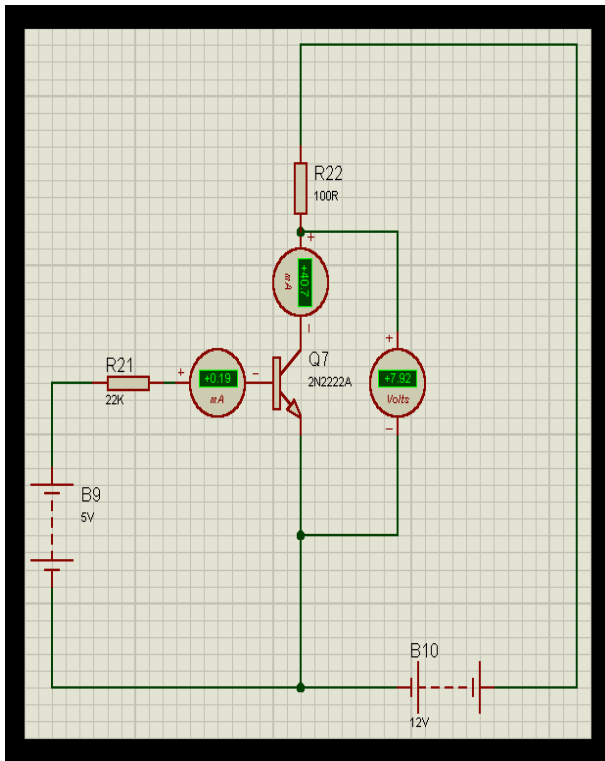 R22
100R
+
+40.7
mA
−
Q7
2N2222A
R21
22K
+
+0.19
mA
−
+
+7.92
Volts
−
B9
5V
B10
12V